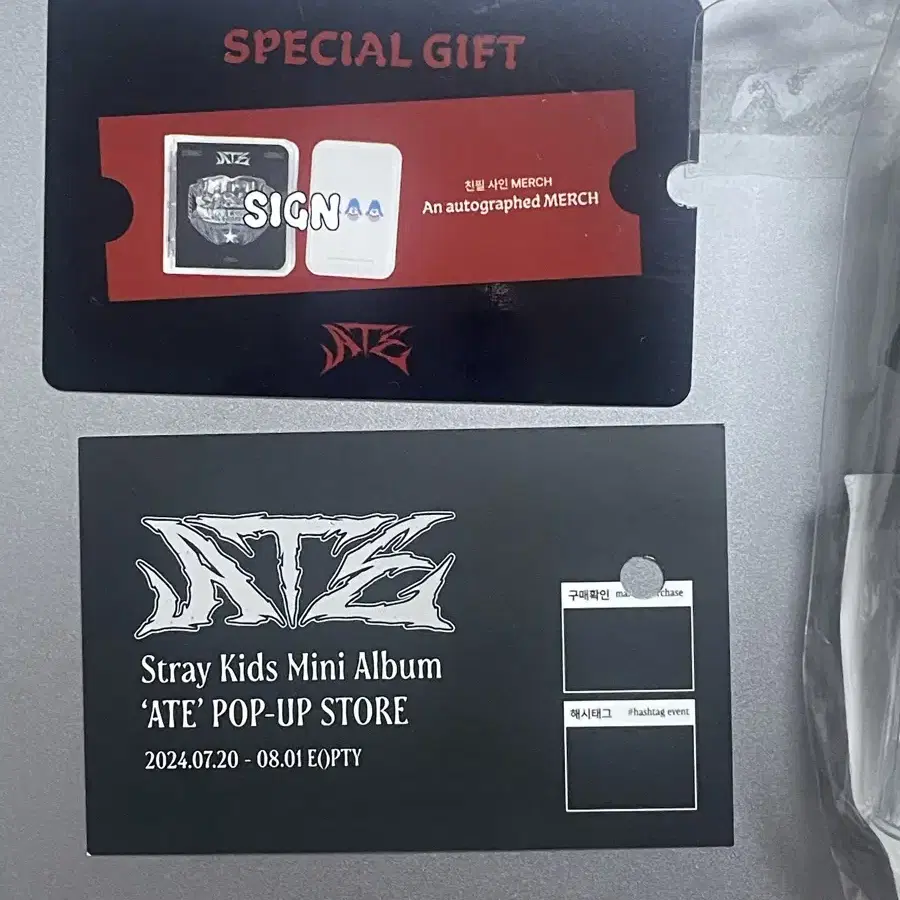 SPECIAL GIFT
ATE
SIGN
친필 사인 MERCH
An autographed MERCH
ATE
ATE
Stray Kids Mini Album
‘ATE’ POP-UP STORE
2024.07.20 - 08.01 E()PTY
구매확인
해시태그 #hashtag event